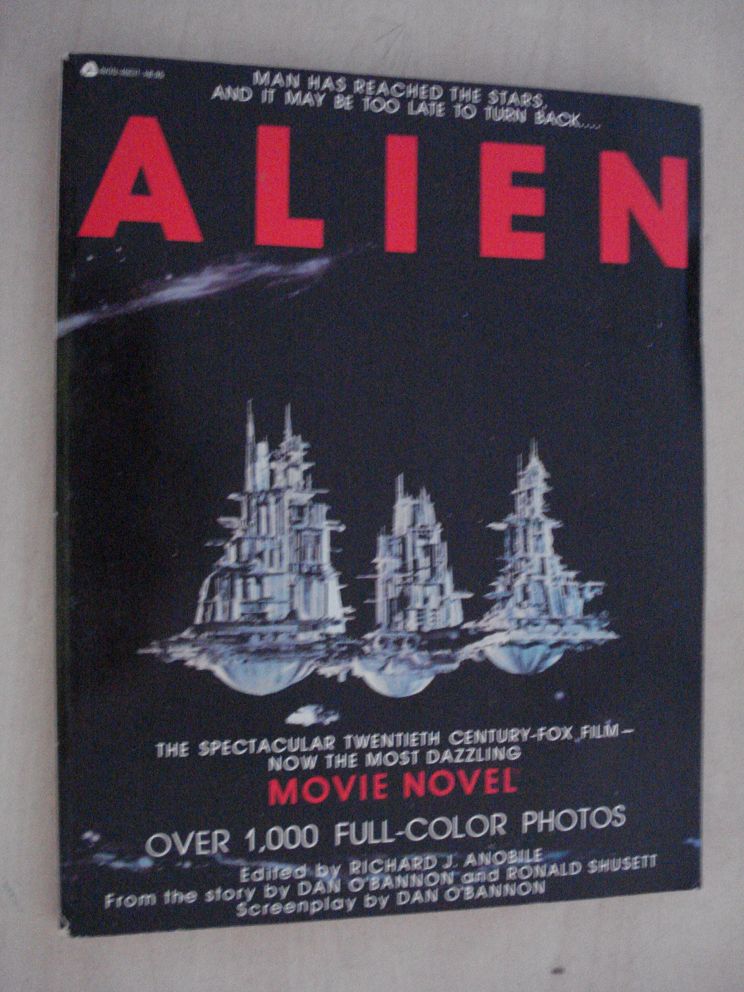 MAN HAS REACHED THE STARS,
AND IT MAY BE TOO LATE TO TURN BACK....
ALIEN
THE SPECTACULAR TWENTIETH CENTURY-FOX FILM—
NOW THE MOST DAZZLING
MOVIE NOVEL
OVER 1,000 FULL-COLOR PHOTOS
Edited by RICHARD J. ANOBILE
From the story by DAN O'BANNON and RONALD SHUSETT
Screenplay by DAN O'BANNON